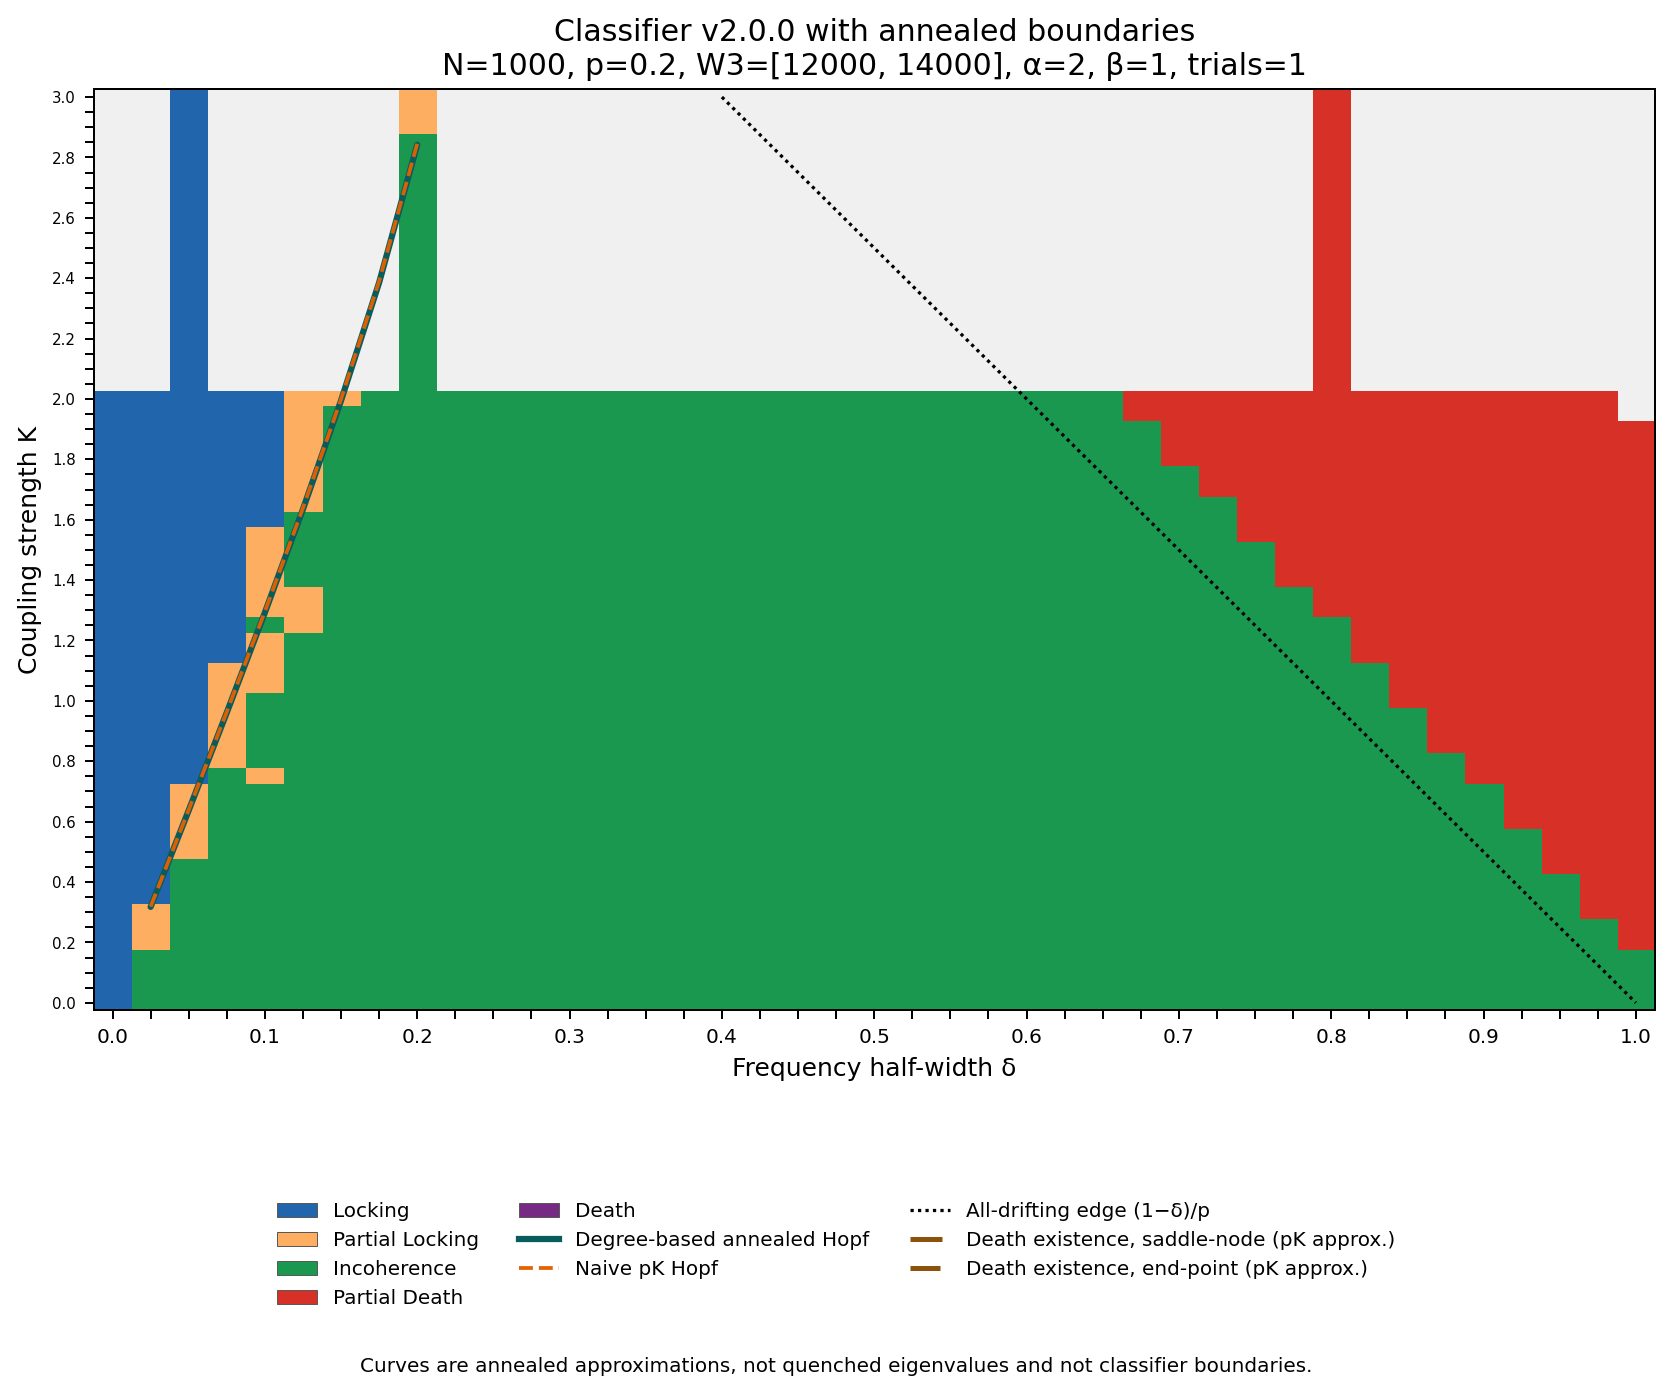 Classifier v2.0.0 with annealed boundaries
N=1000, p=0.2, W3=[12000, 14000], α=2, β=1, trials=1
Coupling strength K
3.0
2.8
2.6
2.4
2.2
2.0
1.8
1.6
1.4
1.2
1.0
0.8
0.6
0.4
0.2
0.0
0.0 0.1 0.2 0.3 0.4 0.5 0.6 0.7 0.8 0.9 1.0
Frequency half-width δ
Locking
Partial Locking
Incoherence
Partial Death
Death
Degree-based annealed Hopf
Naive pK Hopf
All-drifting edge (1−δ)/p
Death existence, saddle-node (pK approx.)
Death existence, end-point (pK approx.)
Curves are annealed approximations, not quenched eigenvalues and not classifier boundaries.